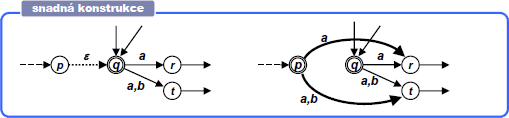 snadná konstrukce
p ε q a r
a,b t
a
p q a r
a,b
a,b t